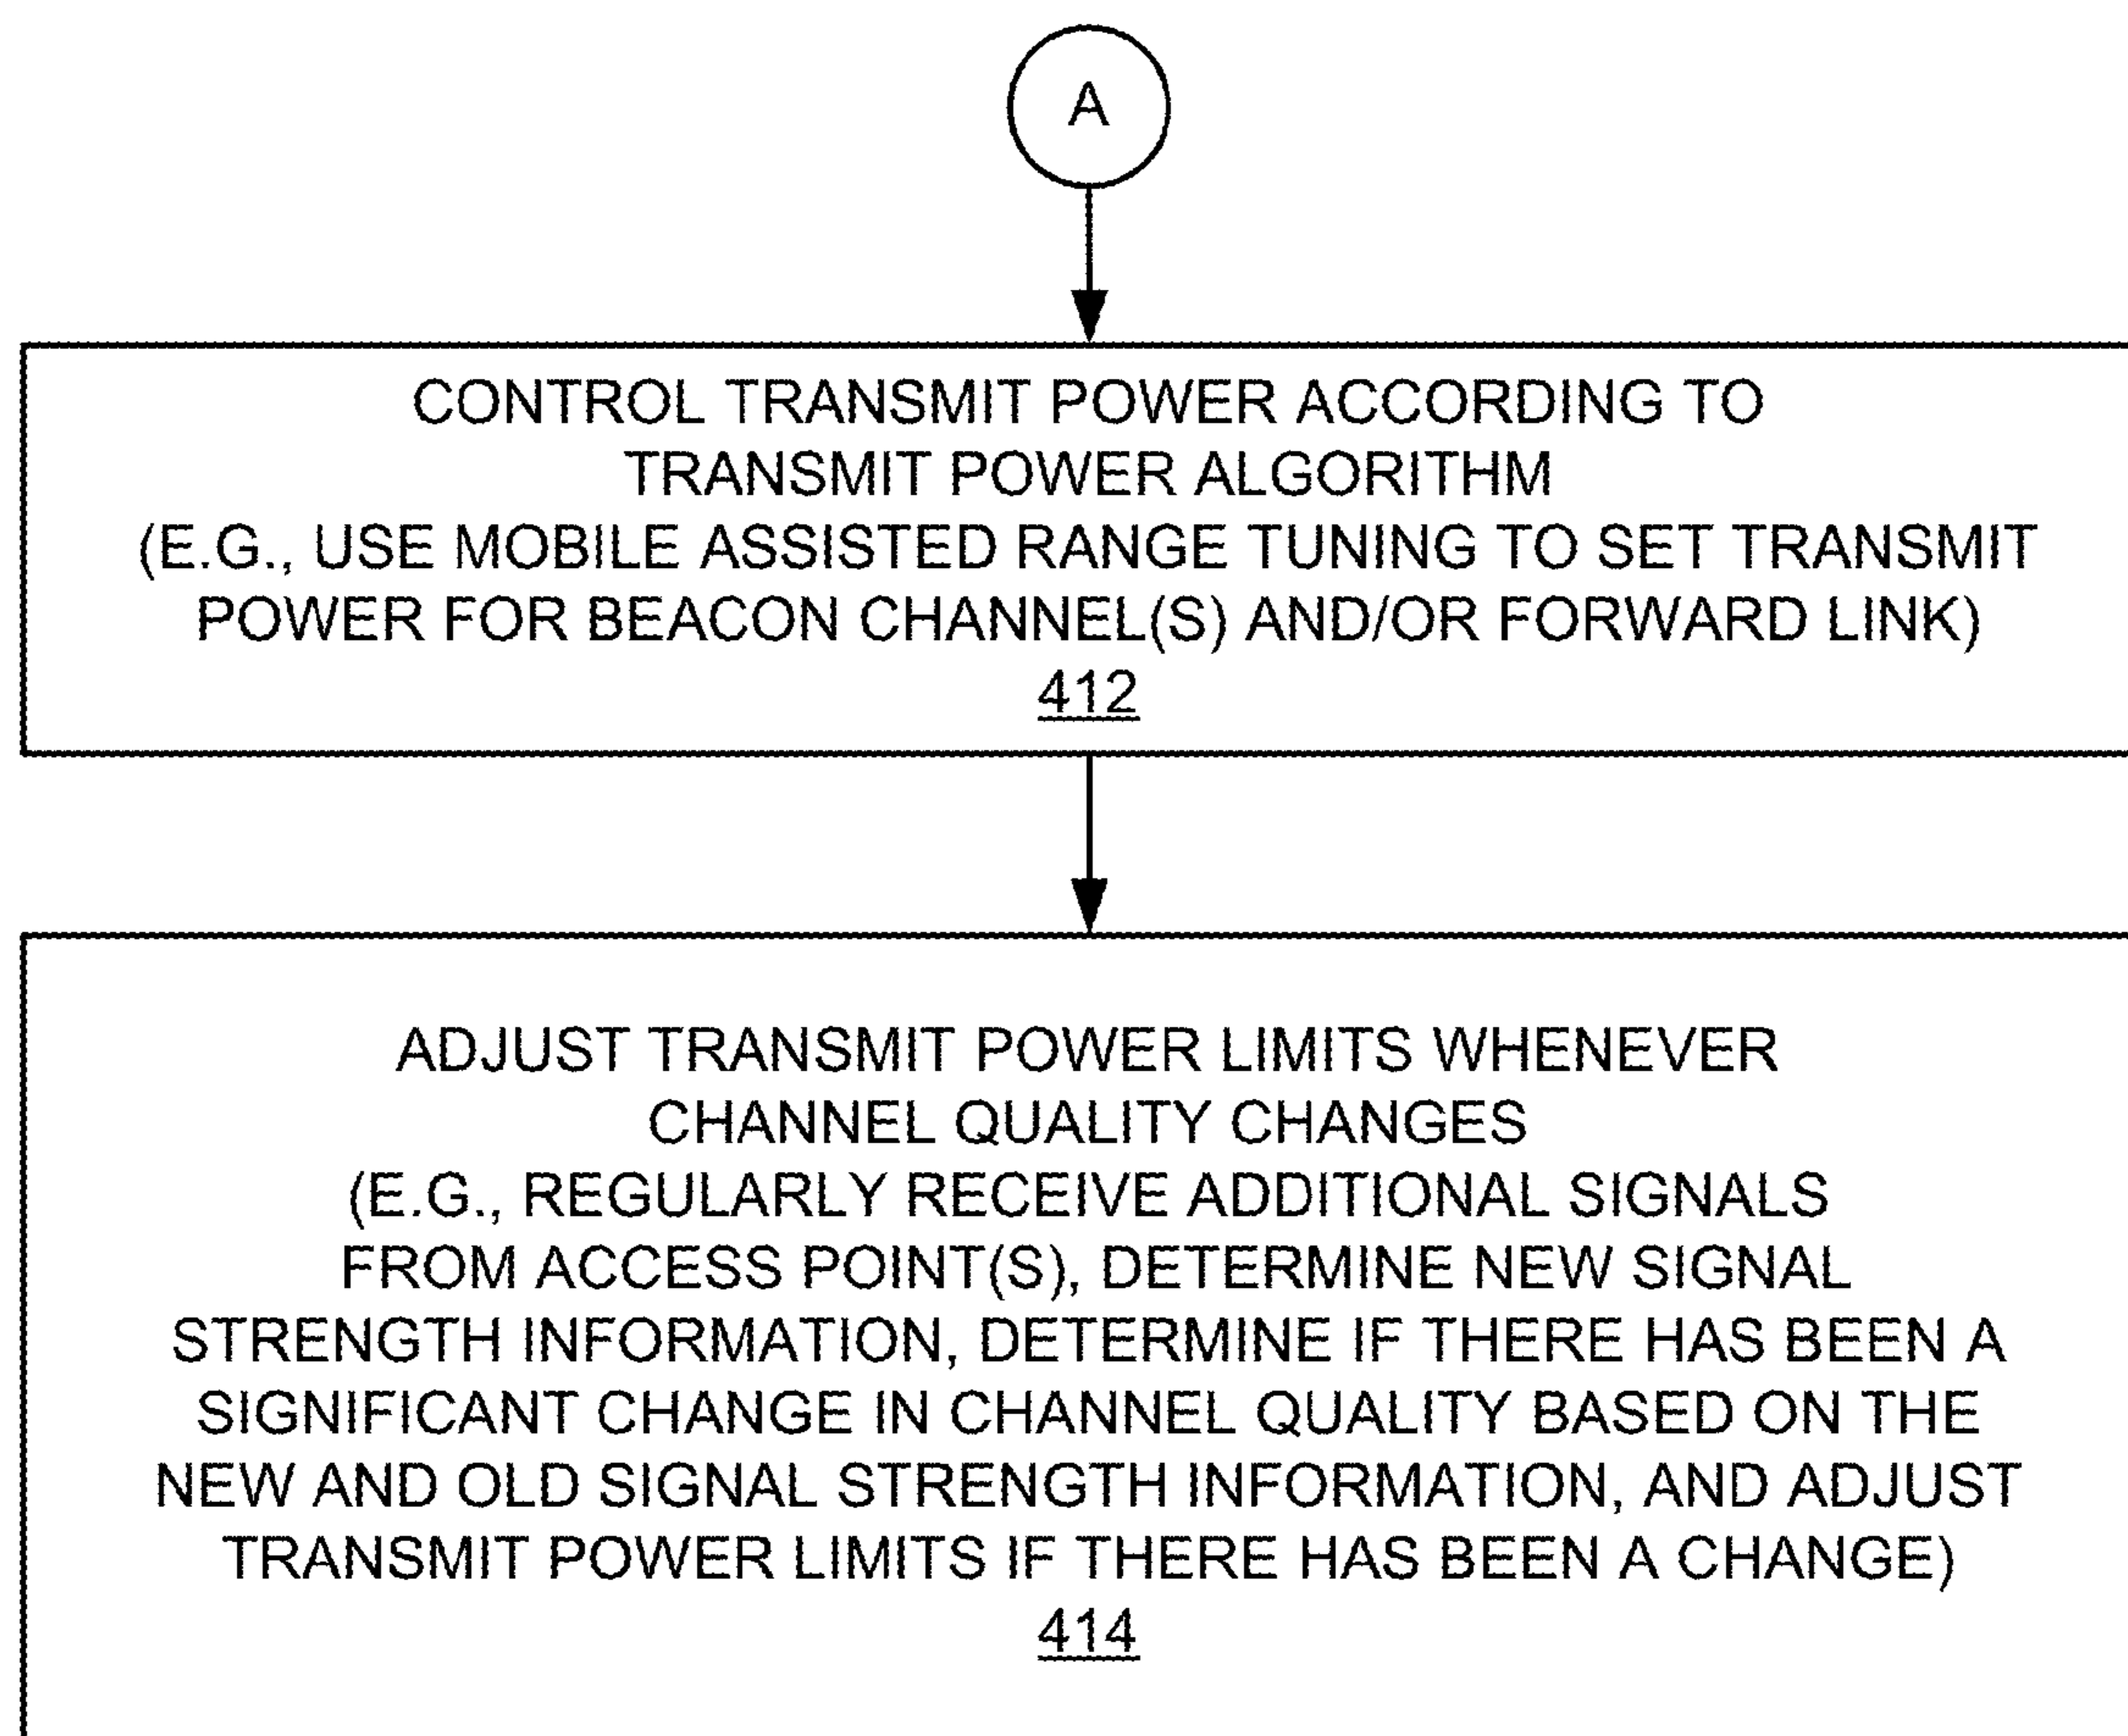 A
CONTROL TRANSMIT POWER ACCORDING TO
TRANSMIT POWER ALGORITHM
(E.G., USE MOBILE ASSISTED RANGE TUNING TO SET TRANSMIT
POWER FOR BEACON CHANNEL(S) AND/OR FORWARD LINK)
412
ADJUST TRANSMIT POWER LIMITS WHENEVER
CHANNEL QUALITY CHANGES
(E.G., REGULARLY RECEIVE ADDITIONAL SIGNALS
FROM ACCESS POINT(S), DETERMINE NEW SIGNAL
STRENGTH INFORMATION, DETERMINE IF THERE HAS BEEN A
SIGNIFICANT CHANGE IN CHANNEL QUALITY BASED ON THE
NEW AND OLD SIGNAL STRENGTH INFORMATION, AND ADJUST
TRANSMIT POWER LIMITS IF THERE HAS BEEN A CHANGE)
414